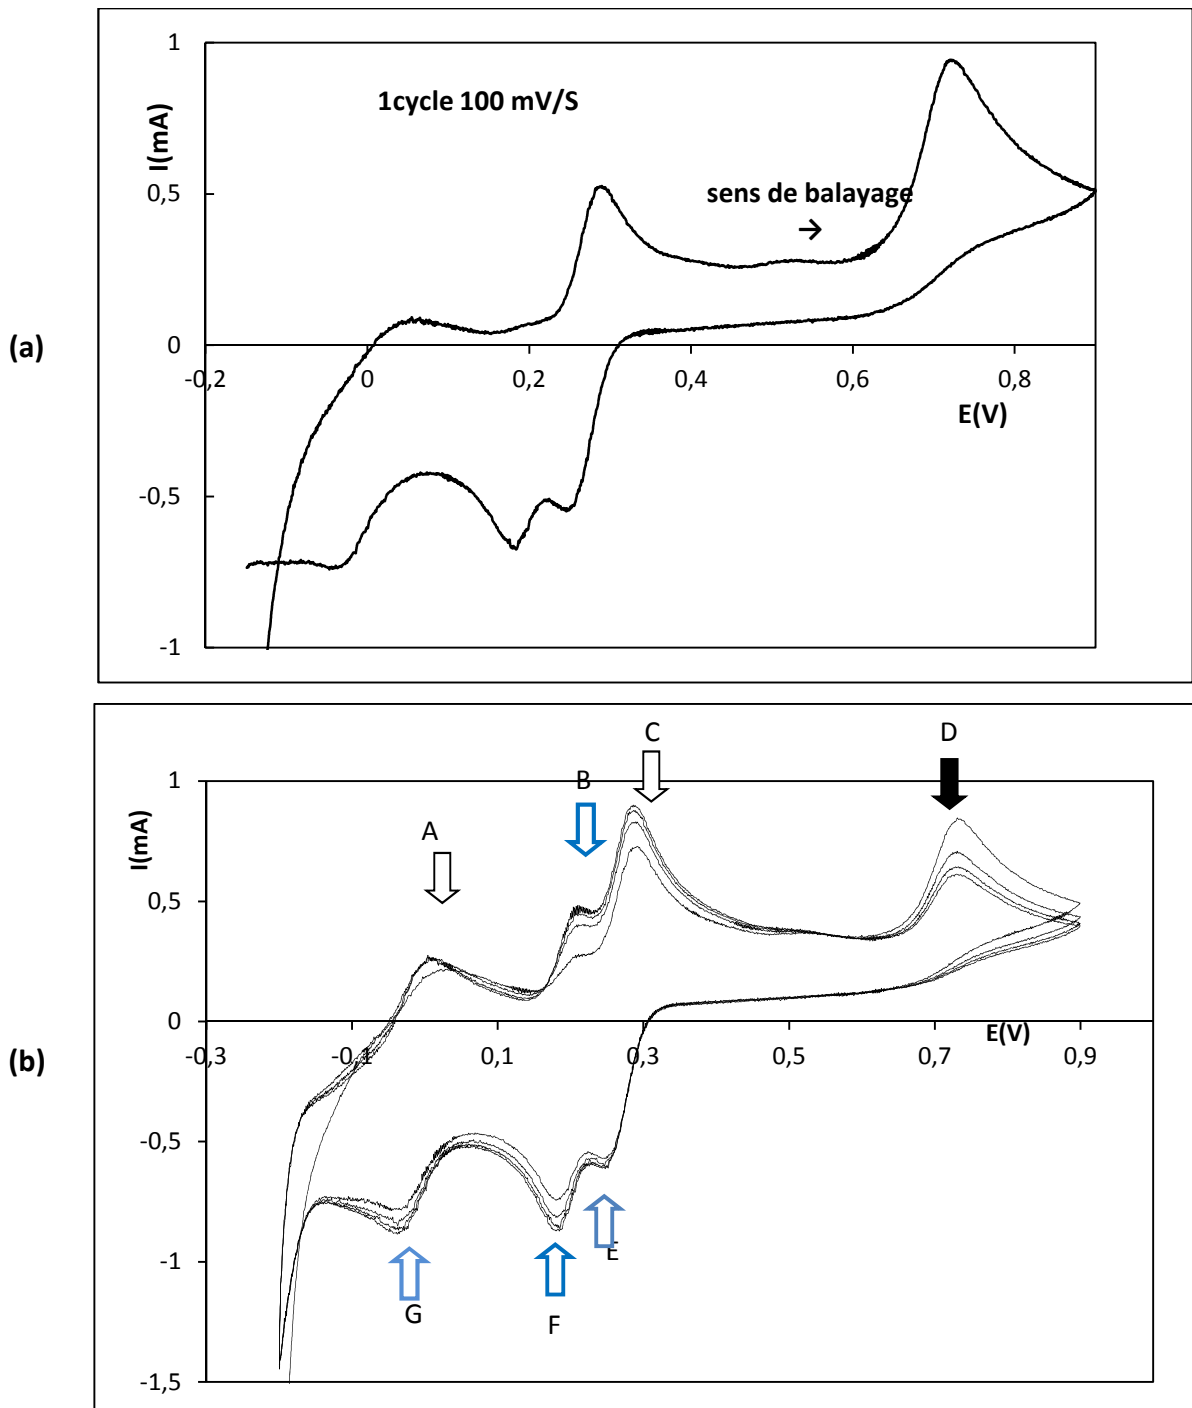 (a)
I(mA)
1cycle 100 mV/S
sens de balayage
→
1
0,5
0
-0,5
-1
-0,2
0
0,2
0,4
0,6
0,8
E(V)
(b)
I(mA)
A
B
C
D
1
0,5
0
-0,5
-1
-1,5
-0,3
-0,1
0,1
0,3
0,5
0,7
0,9
E(V)
E
F
G